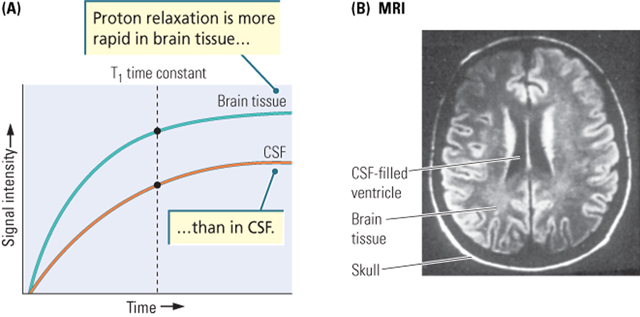 (A)
Proton relaxation is more
rapid in brain tissue…
T₁ time constant
Brain tissue
CSF
…than in CSF.
Signal intensity
Time
(B) MRI
CSF-filled
ventricle
Brain
tissue
Skull